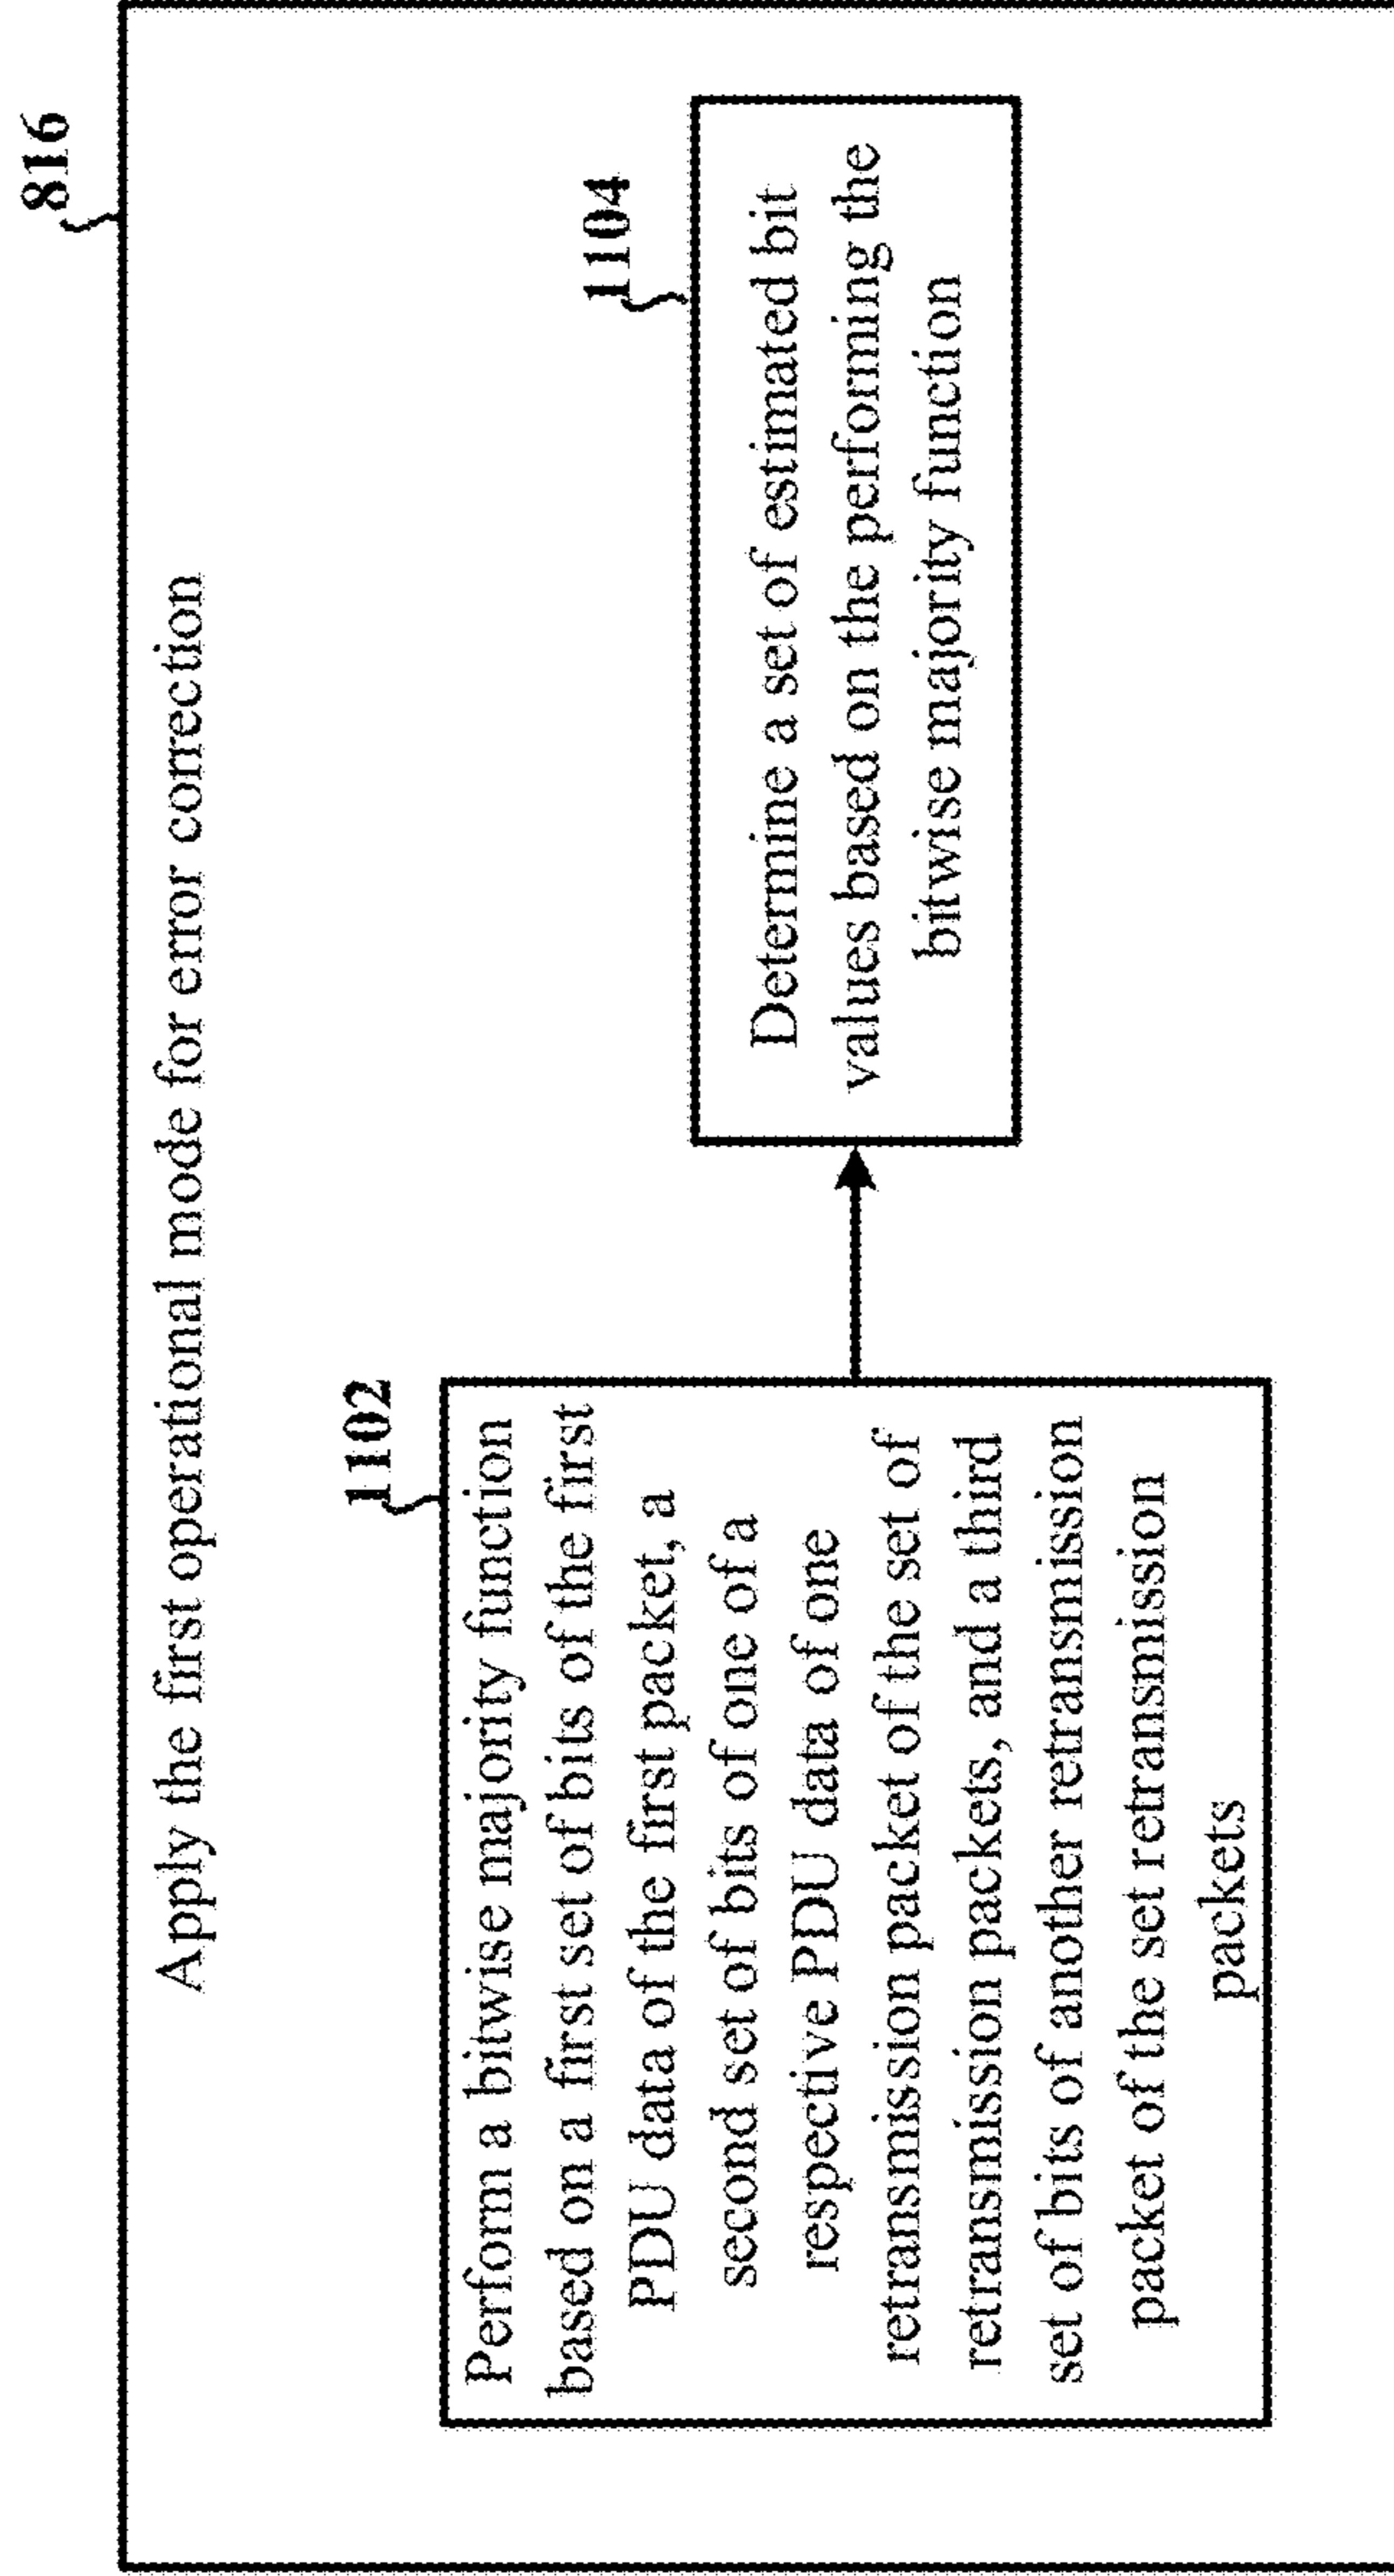 816
Apply the first operational mode for error correction
1102
Perform a bitwise majority function
based on a first set of bits of the first
PDU data of the first packet, a
second set of bits of one of a
respective PDU data of one
retransmission packet of the set of
retransmission packets, and a third
set of bits of another retransmission
packet of the set retransmission
packets
1104
Determine a set of estimated bit
values based on the performing the
bitwise majority function